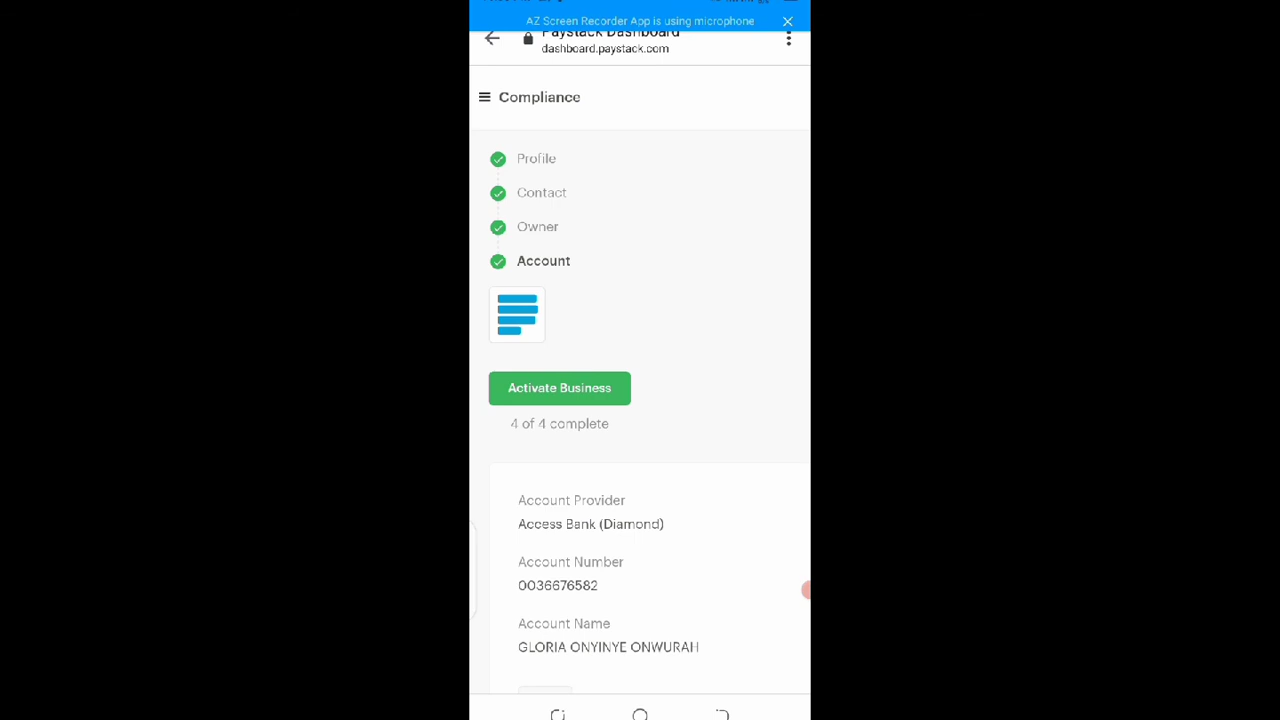 AZ Screen Recorder App is using microphone
Paystack Dashboard
dashboard.paystack.com
Compliance
Profile
Contact
Owner
Account
Activate Business
4 of 4 complete
Account Provider
Access Bank (Diamond)
Account Number
0036676582
Account Name
GLORIA ONYINYE ONWURAH